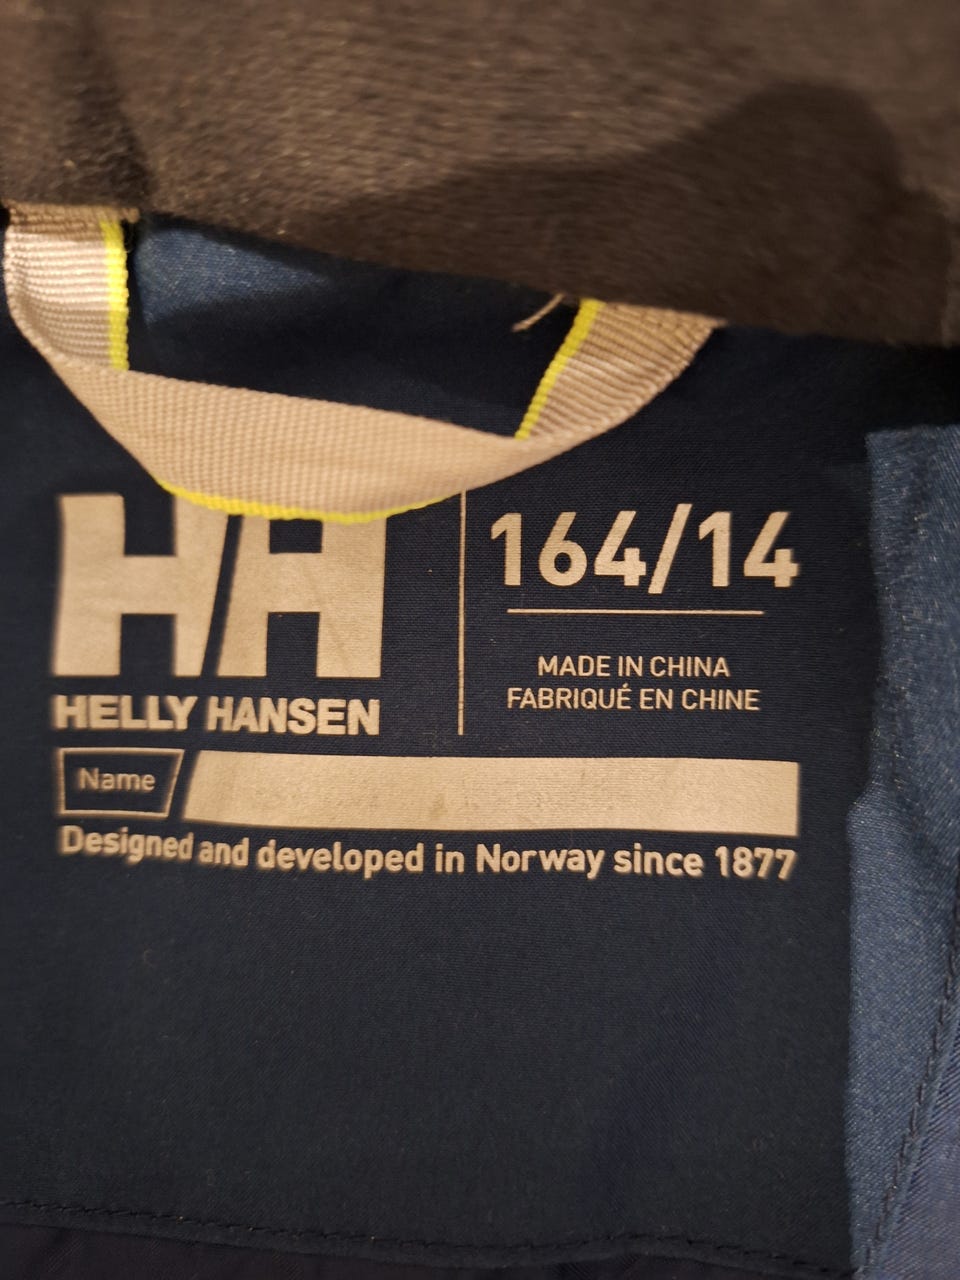 HH
HELLY HANSEN
164/14
MADE IN CHINA
FABRIQUÉ EN CHINE
Name
Designed and developed in Norway since 1877